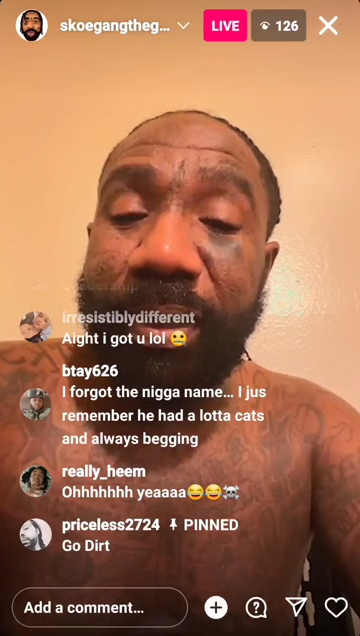 skoegangtheg...
LIVE
126
irresistiblydifferent
Aight i got u lol 🤐
btay626
I forgot the nigga name... I jus
remember he had a lotta cats
and always begging
really_heem
Ohhhhhhh yeaaaa😂😂☠️
priceless2724 📌 PINNED
Go Dirt
Add a comment...